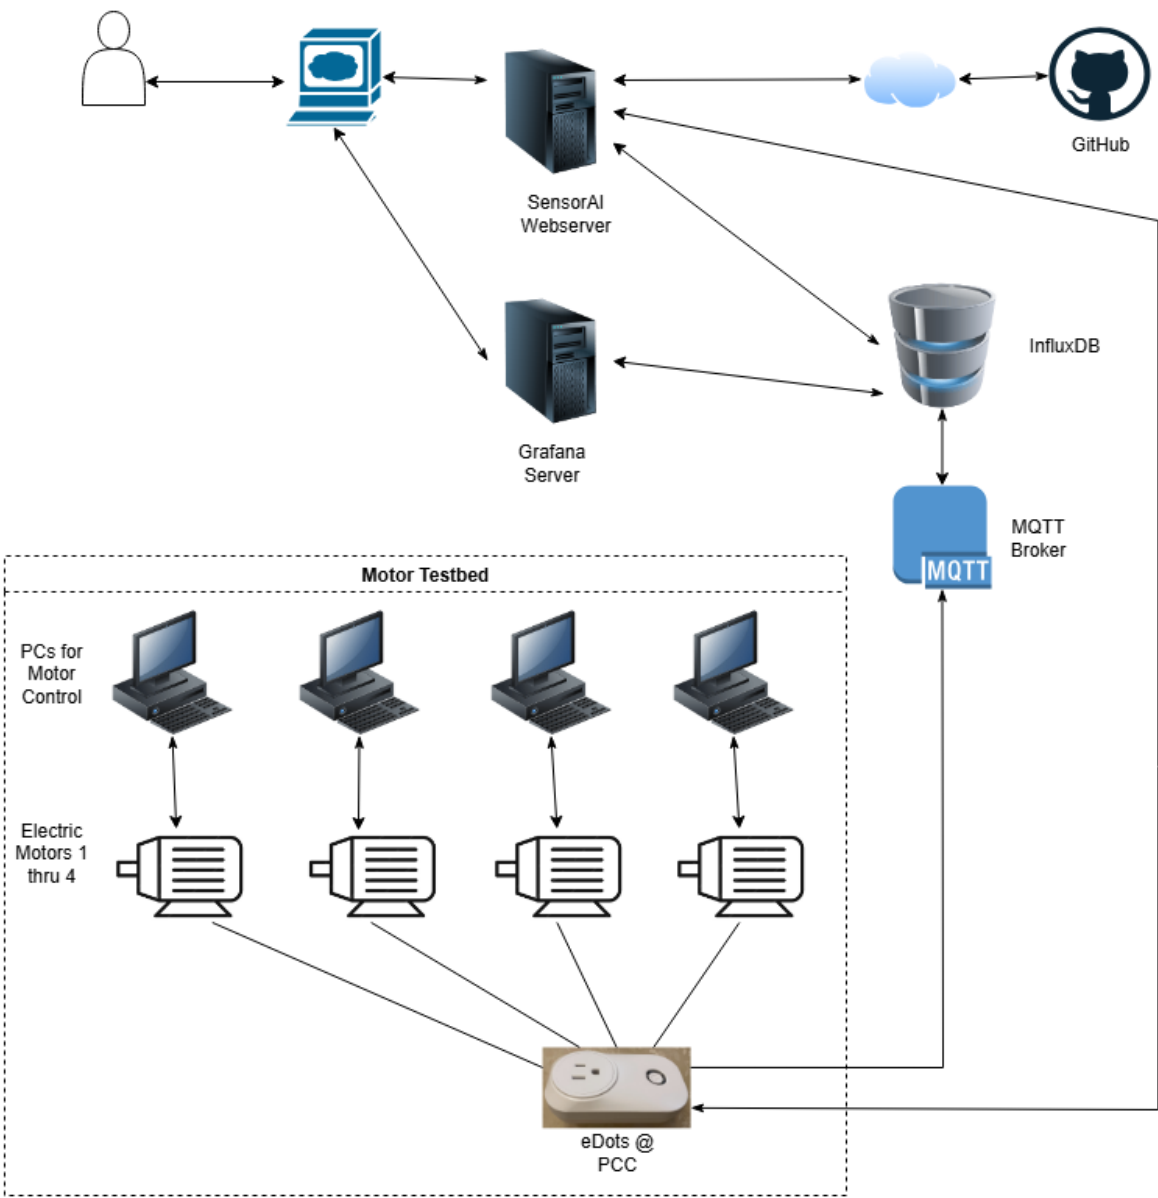 GitHub
SensorAI
Webserver
InfluxDB
Grafana
Server
MQTT
Broker
MQTT
Motor Testbed
PCs for
Motor
Control
Electric
Motors 1
thru 4
eDots @
PCC